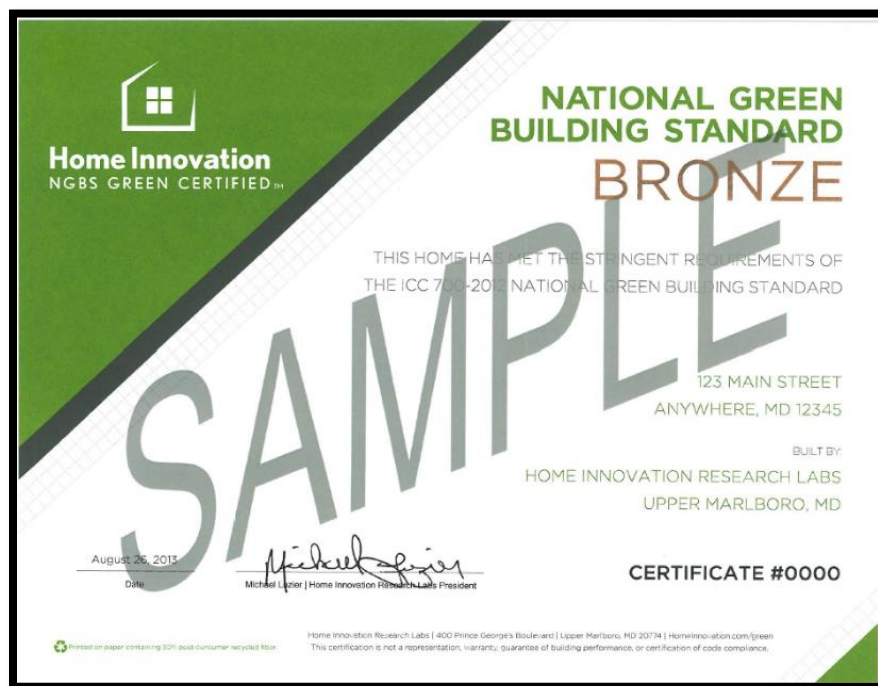 Home Innovation
NGBS GREEN CERTIFIED™
NATIONAL GREEN
BUILDING STANDARD
BRONZE
THIS HOME HAS MET THE STRINGENT REQUIREMENTS OF
THE ICC 700-2012 NATIONAL GREEN BUILDING STANDARD
SAMPLE
123 MAIN STREET
ANYWHERE, MD 12345
BUILT BY:
HOME INNOVATION RESEARCH LABS
UPPER MARLBORO, MD
August 26, 2013
Date
Michael Luzier
Michael Luzier | Home Innovation Research Labs President
CERTIFICATE #0000
Printed on paper containing 30% post-consumer recycled fiber.
Home Innovation Research Labs | 400 Prince George's Boulevard | Upper Marlboro, MD 20774 | HomeInnovation.com/green
This certification is not a representation, warranty, guarantee of building performance, or certification of code compliance.